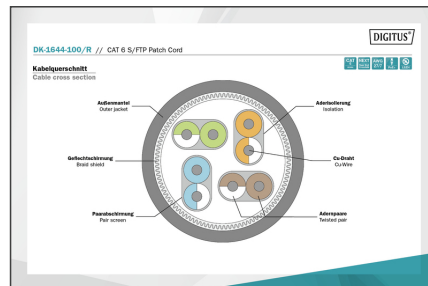 DIGITUS®
DK-1644-100/R // CAT 6 S/FTP Patch Cord
Kabelquerschnitt
Cable cross section
Außenmantel
Outer jacket
Aderisolierung
Isolation
Geflechtschirmung
Braid shield
Cu-Draht
Cu-Wire
Paarabschirmung
Pair screen
Adernpaare
Twisted pair